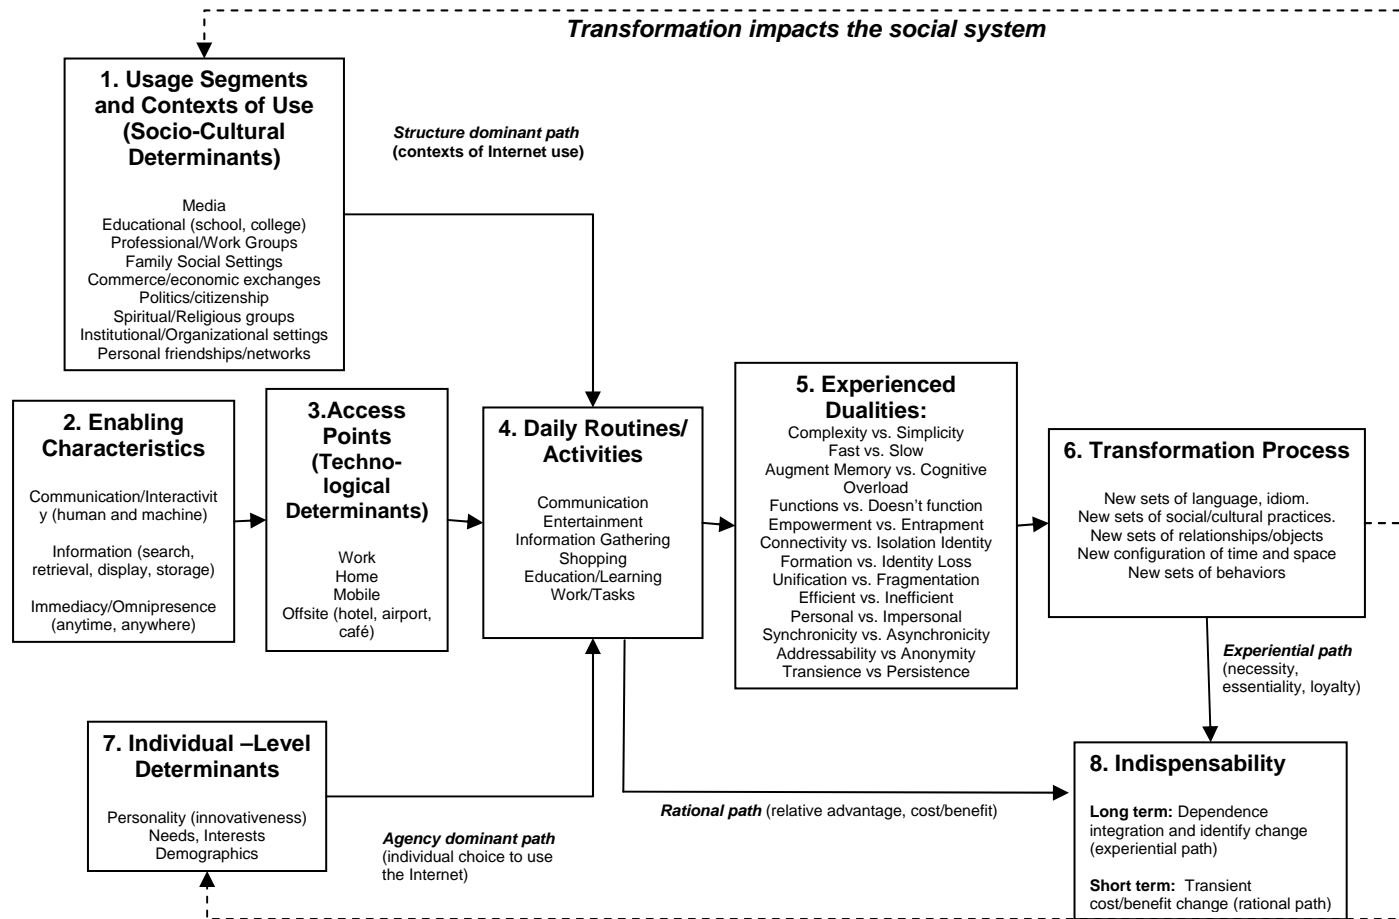 Transformation impacts the social system
1. Usage Segments
and Contexts of Use
(Socio-Cultural
Determinants)
Media
Educational (school, college)
Professional/Work Groups
Family Social Settings
Commerce/economic exchanges
Politics/citizenship
Spiritual/Religious groups
Institutional/Organizational settings
Personal friendships/networks
Structure dominant path
(contexts of Internet use)
2. Enabling
Characteristics
Communication/Interactivit
y (human and machine)
Information (search,
retrieval, display, storage)
Immediacy/Omnipresence
(anytime, anywhere)
3.Access
Points
(Techno-
logical
Determinants)
Work
Home
Mobile
Offsite (hotel, airport,
café)
4. Daily Routines/
Activities
Communication
Entertainment
Information Gathering
Shopping
Education/Learning
Work/Tasks
5. Experienced
Dualities:
Complexity vs. Simplicity
Fast vs. Slow
Augment Memory vs. Cognitive
Overload
Functions vs. Doesn’t function
Empowerment vs. Entrapment
Connectivity vs. Isolation Identity
Formation vs. Identity Loss
Unification vs. Fragmentation
Efficient vs. Inefficient
Personal vs. Impersonal
Synchronicity vs. Asynchronicity
Addressability vs Anonymity
Transience vs Persistence
6. Transformation Process
New sets of language, idiom.
New sets of social/cultural practices.
New sets of relationships/objects
New configuration of time and space
New sets of behaviors
Experiential path
(necessity,
essentiality, loyalty)
7. Individual –Level
Determinants
Personality (innovativeness)
Needs, Interests
Demographics
Agency dominant path
(individual choice to use
the Internet)
Rational path (relative advantage, cost/benefit)
8. Indispensability
Long term: Dependence
integration and identify change
(experiential path)
Short term: Transient
cost/benefit change (rational path)